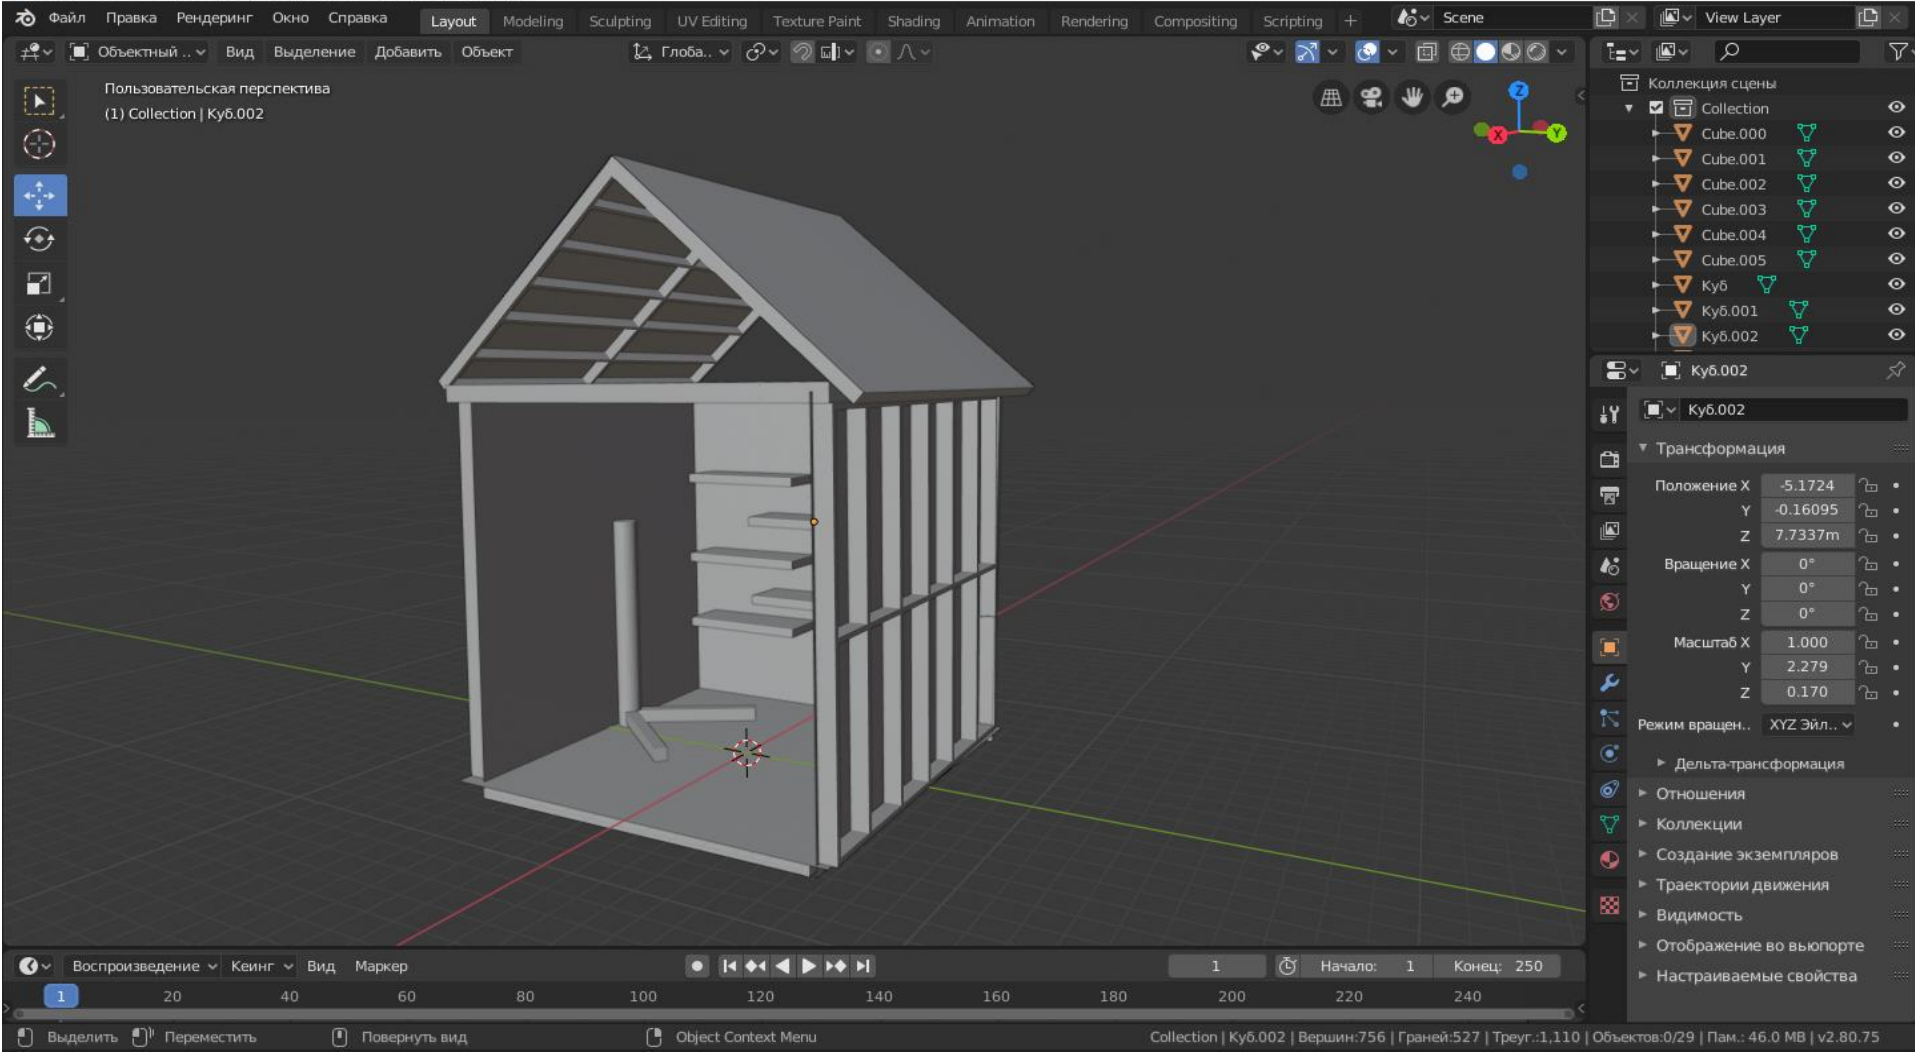 Файл Правка Рендеринг Окно Справка Layout Modeling Sculpting UV Editing Texture Paint Shading Animation Rendering Compositing Scripting + Scene View Layer
Объектный .. Вид Выделение Добавить Объект Глоба..
Пользовательская перспектива
(1) Collection | Куб.002
Z
X
Y
Коллекция сцены
Collection
Cube.000
Cube.001
Cube.002
Cube.003
Cube.004
Cube.005
Куб
Куб.001
Куб.002
Куб.002
Куб.002
Трансформация
Положение X -5.1724
Y -0.16095
Z 7.7337m
Вращение X 0°
Y 0°
Z 0°
Масштаб X 1.000
Y 2.279
Z 0.170
Режим вращен.. XYZ Эйл..
Дельта-трансформация
Отношения
Коллекции
Создание экземпляров
Траектории движения
Видимость
Отображение во вьюпорте
Настраиваемые свойства
Воспроизведение Кеинг Вид Маркер 1 Начало: 1 Конец: 250
1 20 40 60 80 100 120 140 160 180 200 220 240
Выделить Переместить Повернуть вид Object Context Menu Collection | Куб.002 | Вершин:756 | Граней:527 | Треуг.:1,110 | Объектов:0/29 | Пам.: 46.0 MB | v2.80.75